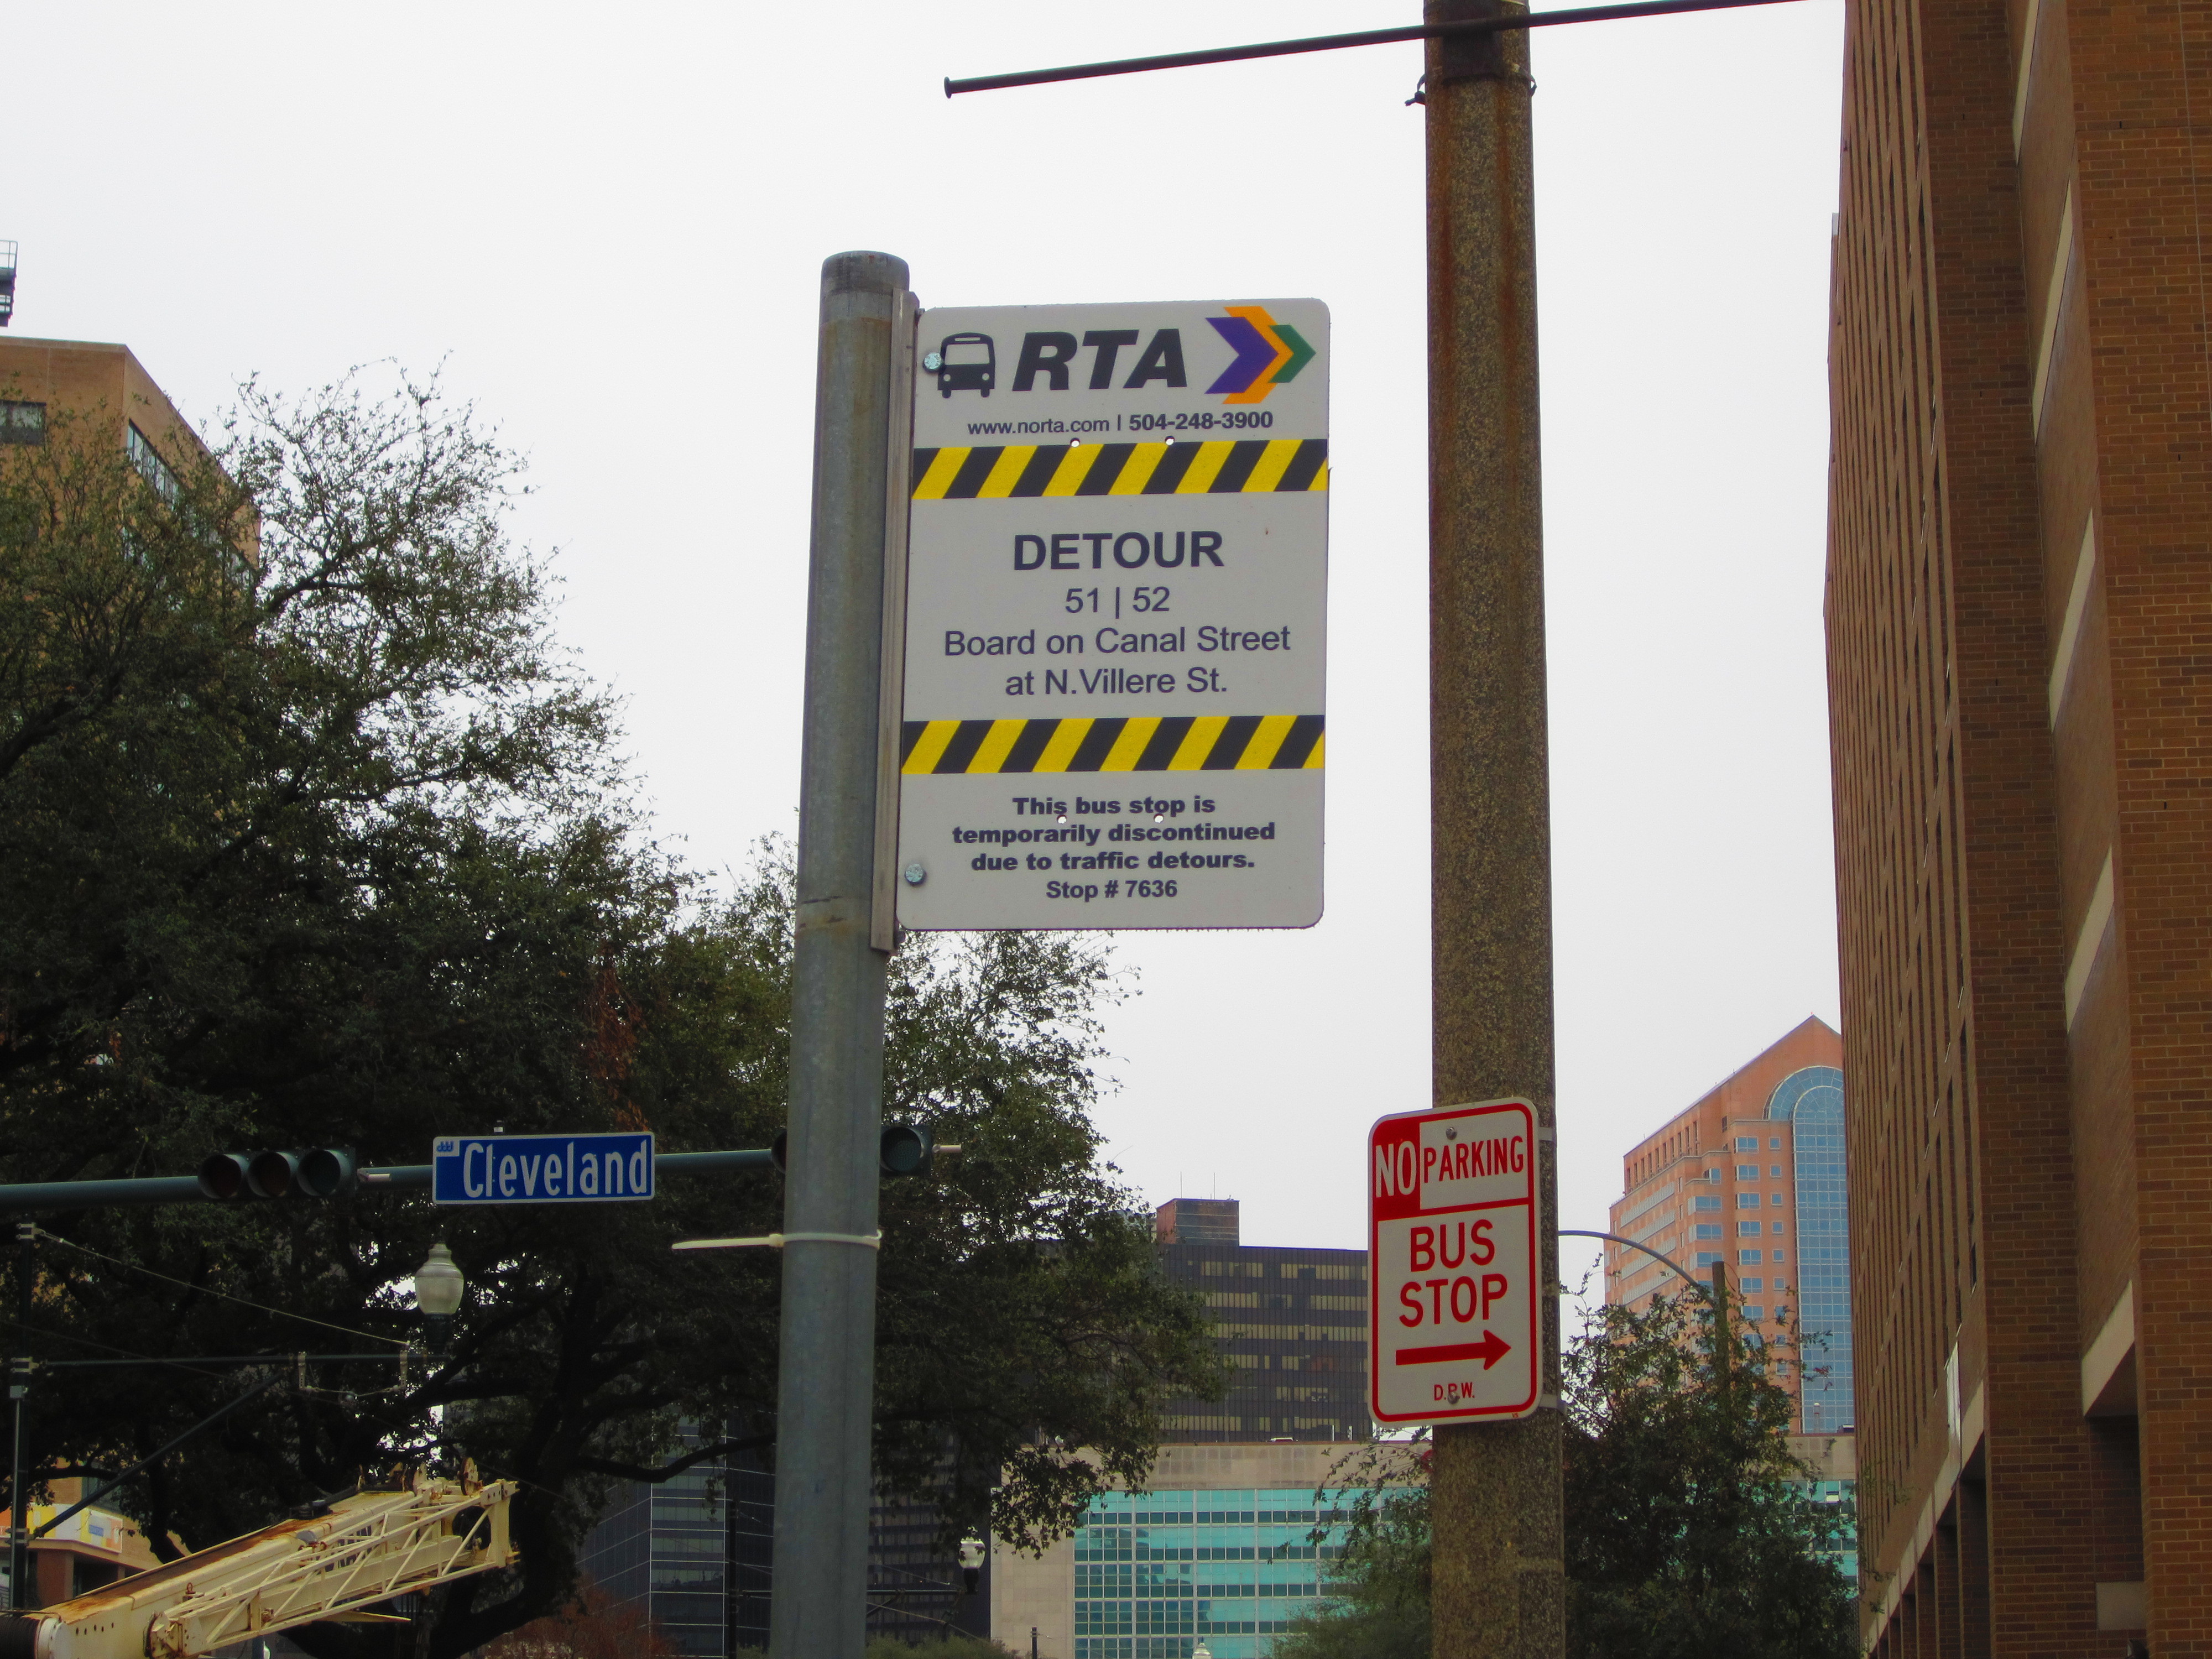 RTA
www.norta.com | 504-248-3900
DETOUR
51 | 52
Board on Canal Street
at N.Villere St.
This bus stop is
temporarily discontinued
due to traffic detours.
Stop # 7636
Cleveland
NO PARKING
BUS
STOP
D.P.W.